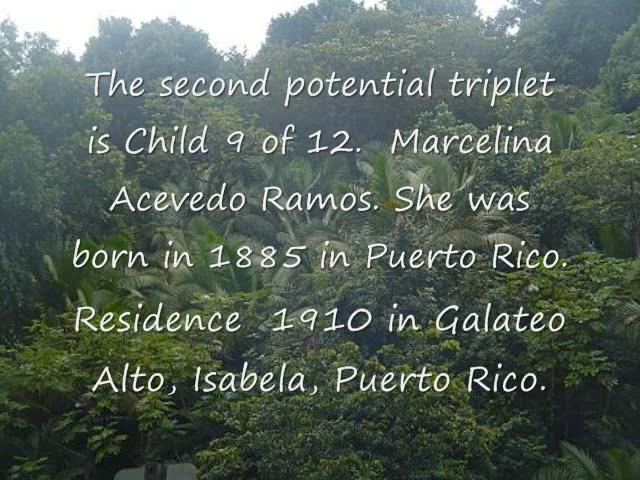 The second potential triplet
is Child 9 of 12.  Marcelina
Acevedo Ramos. She was
born in 1885 in Puerto Rico.
Residence  1910 in Galateo
Alto, Isabela, Puerto Rico.